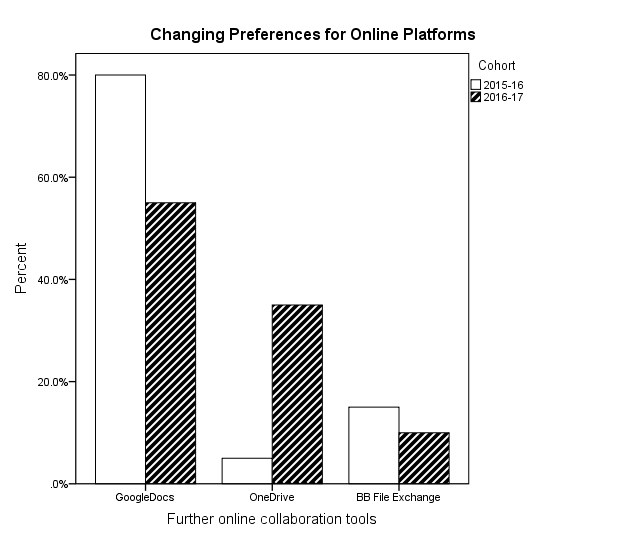 Changing Preferences for Online Platforms
Cohort
2015-16
2016-17
80.0%
60.0%
40.0%
20.0%
.0%
Percent
GoogleDocs
OneDrive
BB File Exchange
Further online collaboration tools